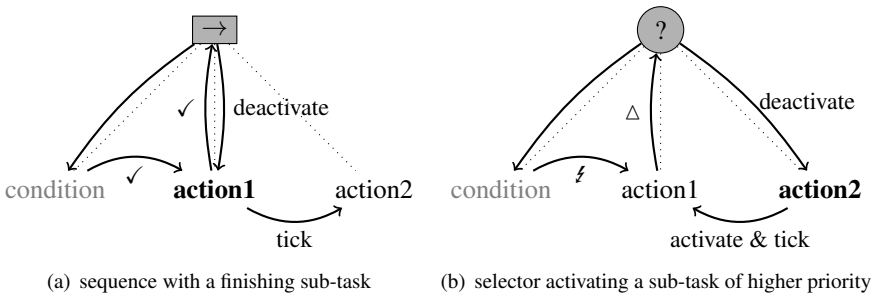 → ?
✓ deactivate deactivate
△
condition ✓ action1 action2 condition ↯ action1 action2
tick activate & tick
(a) sequence with a finishing sub-task (b) selector activating a sub-task of higher priority